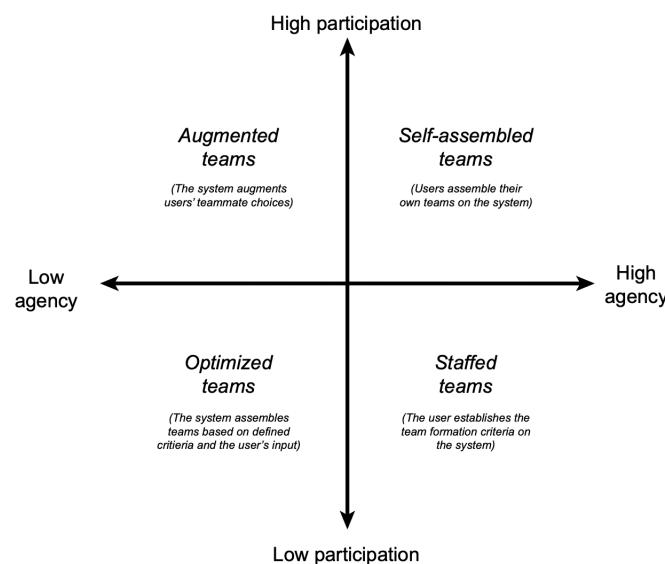 High participation
Augmented
teams
(The system augments
users' teammate choices)
Self-assembled
teams
(Users assemble their
own teams on the system)
Low
agency
High
agency
Optimized
teams
(The system assembles
teams based on defined
critieria and the user's input)
Staffed
teams
(The user establishes the
team formation criteria on
the system)
Low participation